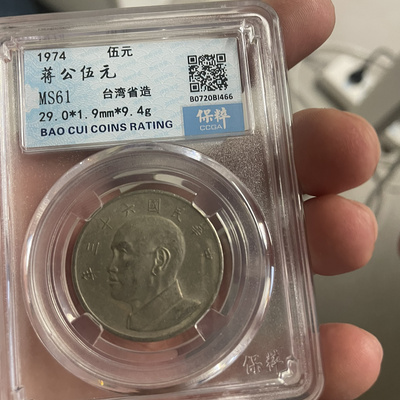 1974 伍元
蒋公伍元
MS61 台湾省造
29.0*1.9mm*9.4g
BAO CUI COINS RATING
B0720BI466
保粹
CCGA
年三十六國民華中
保粹